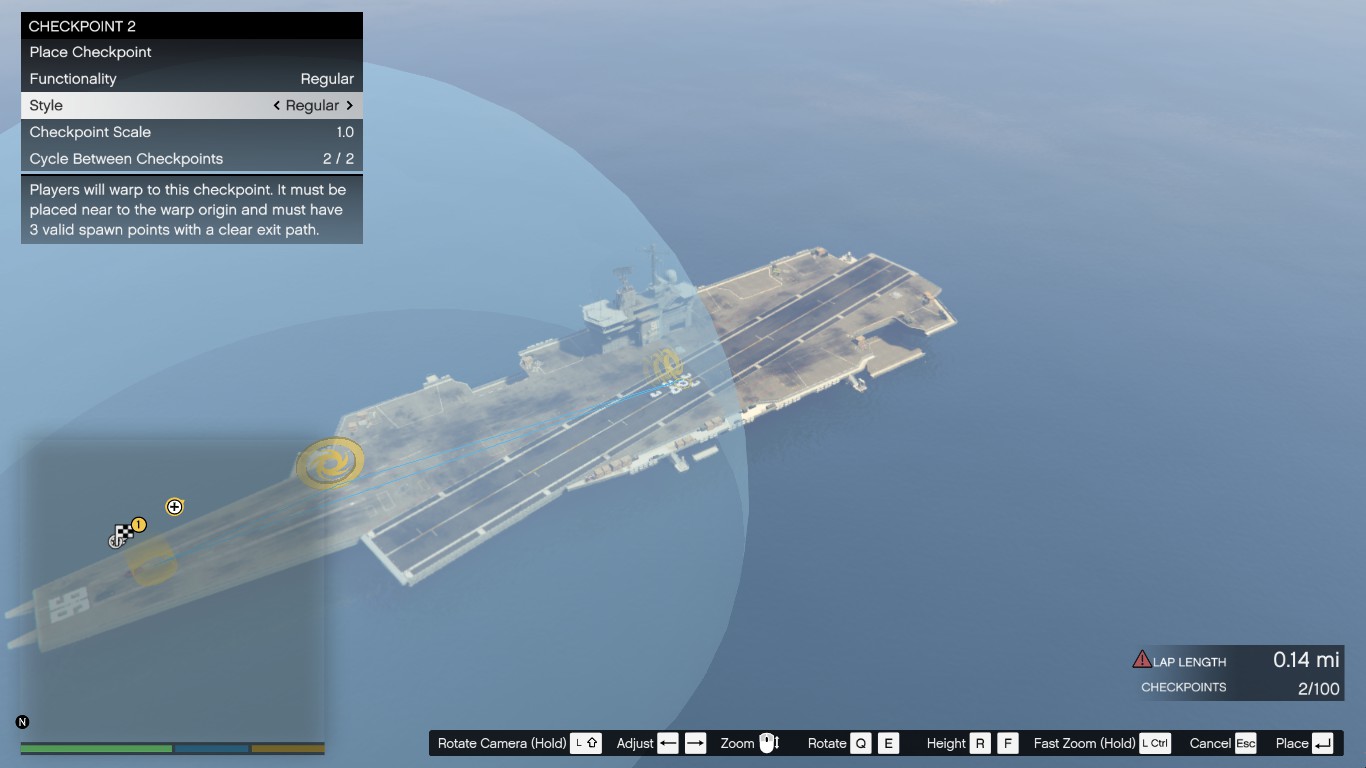 CHECKPOINT 2
Place Checkpoint
Functionality Regular
Style < Regular >
Checkpoint Scale 1.0
Cycle Between Checkpoints 2 / 2
Players will warp to this checkpoint. It must be
placed near to the warp origin and must have
3 valid spawn points with a clear exit path.
1
99
N
LAP LENGTH 0.14 mi
CHECKPOINTS 2/100
Rotate Camera (Hold) L ⇧ Adjust ← → Zoom Rotate Q E Height R F Fast Zoom (Hold) L Ctrl Cancel Esc Place ↵